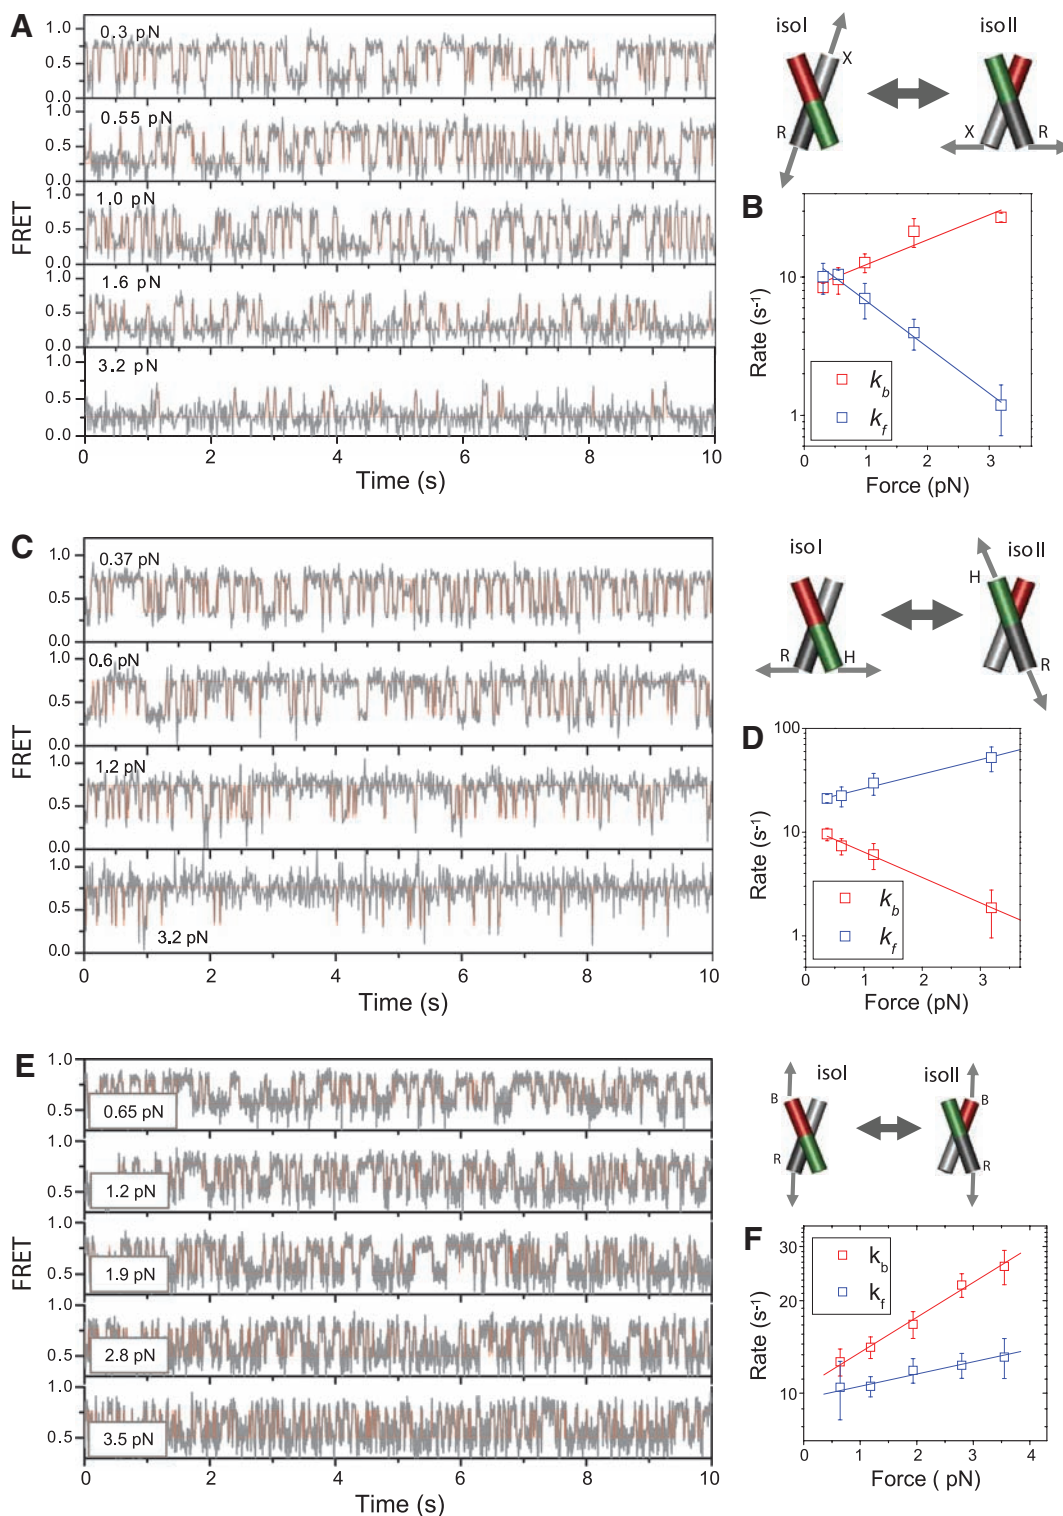 A
0.3 pN
1.0
0.5
0.0
0.55 pN
1.0
0.5
0.0
1.0 pN
1.0
0.5
0.0
1.6 pN
1.0
0.5
0.0
3.2 pN
1.0
0.5
0.0
FRET
FRET
0 2 4 6 8 10
Time (s)
isoI isoII
X
R
X R
B
10
1
Rate (s-1)
kb
kf
0 1 2 3
Force (pN)
C
0.37 pN
1.0
0.5
0.0
0.6 pN
1.0
0.5
0.0
1.2 pN
1.0
0.5
0.0
3.2 pN
1.0
0.5
0.0
FRET
0 2 4 6 8 10
Time (s)
isoI isoII
R H
H
R
D
100
10
1
Rate (s-1)
kb
kf
0 1 2 3
Force (pN)
E
1.0
0.5
0.65 pN
1.0
0.5
1.2 pN
1.0
0.5
1.9 pN
1.0
0.5
2.8 pN
1.0
0.5
3.5 pN
FRET
0 2 4 6 8 10
Time (s)
isoI isoII
B
R
B
R
F
30
20
10
Rate (s-1)
kb
kf
0 1 2 3 4
Force ( pN)